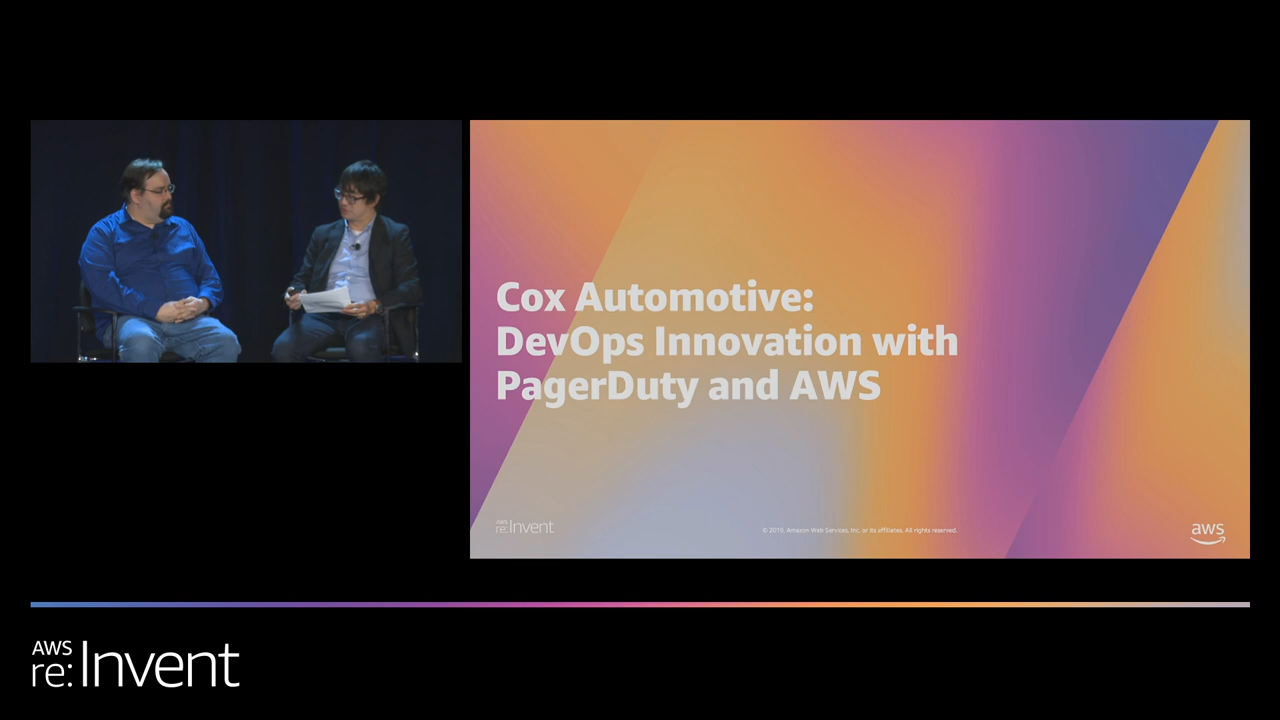 Cox Automotive:
DevOps Innovation with
PagerDuty and AWS
AWS
re:Invent
© 2019, Amazon Web Services, Inc. or its affiliates. All rights reserved.
aws
AWS
re:Invent